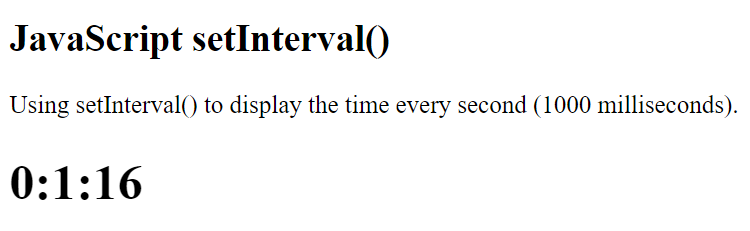 JavaScript setInterval()
Using setInterval() to display the time every second (1000 milliseconds).
0:1:16